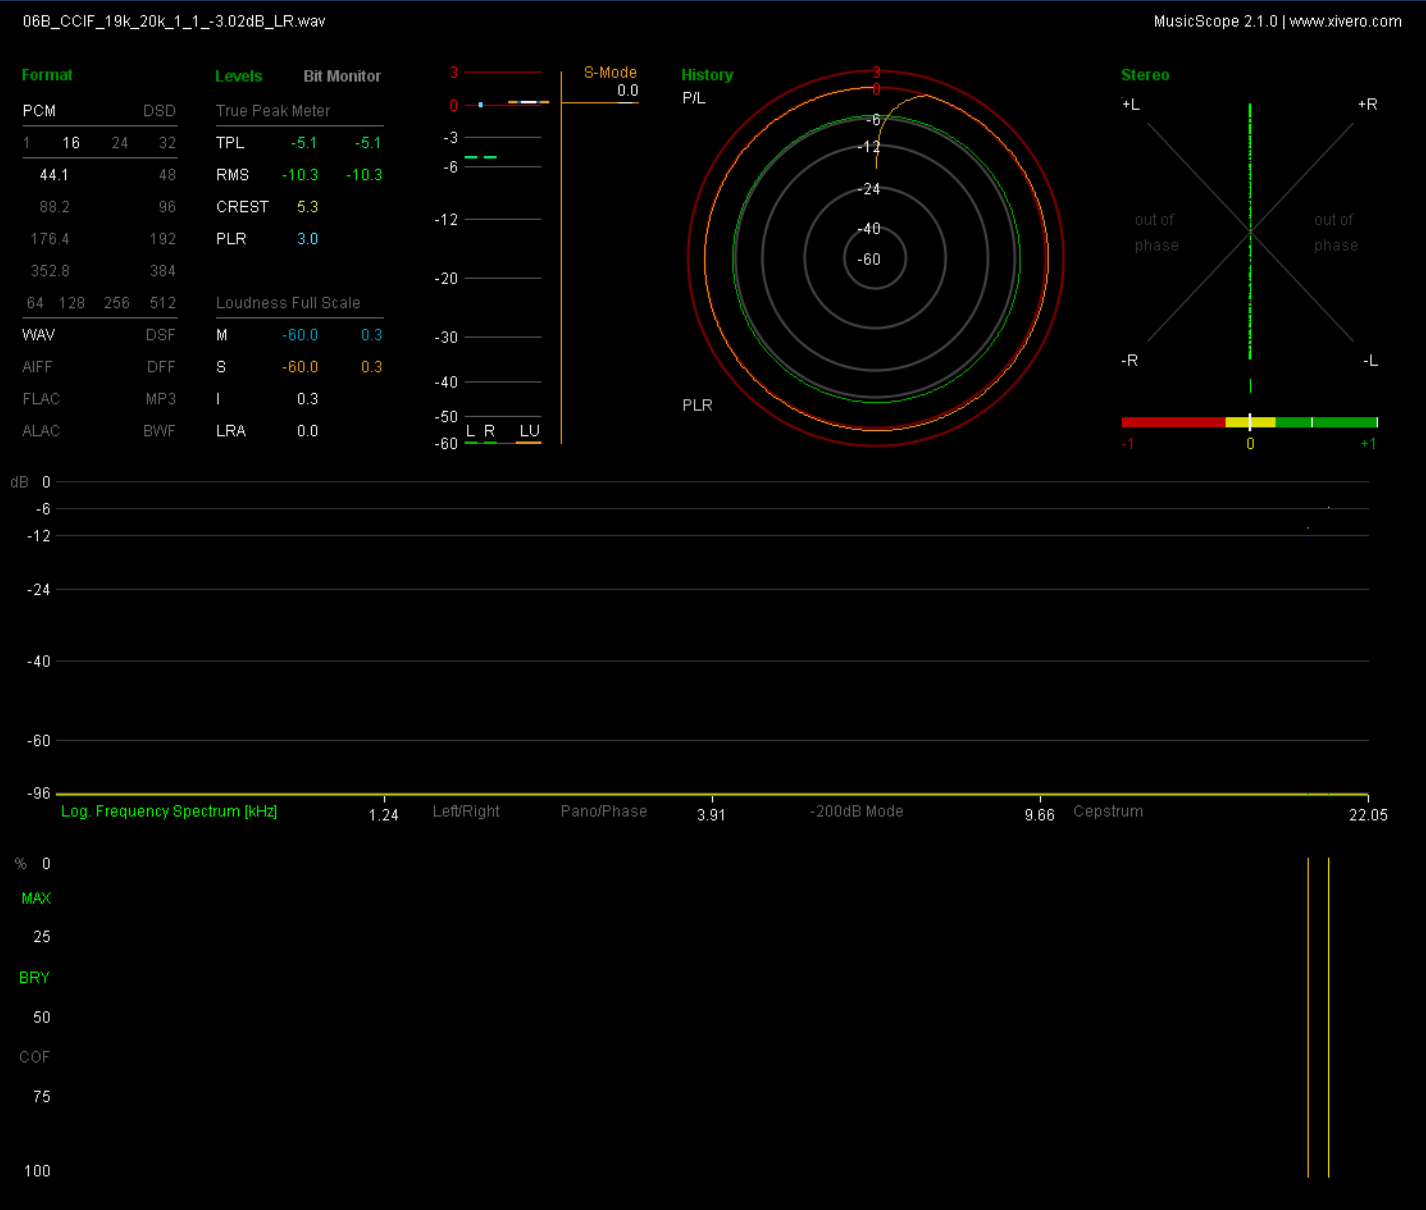 06B_CCIF_19k_20k_1_1_-3.02dB_LR.wav
MusicScope 2.1.0 | www.xivero.com
Format
PCM DSD
1 16 24 32
44.1 48
88.2 96
176.4 192
352.8 384
64 128 256 512
WAV DSF
AIFF DFF
FLAC MP3
ALAC BWF
Levels Bit Monitor
True Peak Meter
TPL -5.1 -5.1
RMS -10.3 -10.3
CREST 5.3
PLR 3.0
Loudness Full Scale
M -60.0 0.3
S -60.0 0.3
I 0.3
LRA 0.0
3
0
-3
-6
-12
-20
-30
-40
-50
-60
L R LU
S-Mode
0.0
History
P/L
3
0
-6
-12
-24
-40
-60
PLR
Stereo
+L +R
out of phase
out of phase
-R -L
-1 0 +1
dB 0
-6
-12
-24
-40
-60
-96
Log. Frequency Spectrum [kHz] 1.24 Left/Right Pano/Phase 3.91 -200dB Mode 9.66 Cepstrum 22.05
% 0
MAX
25
BRY
50
COF
75
100